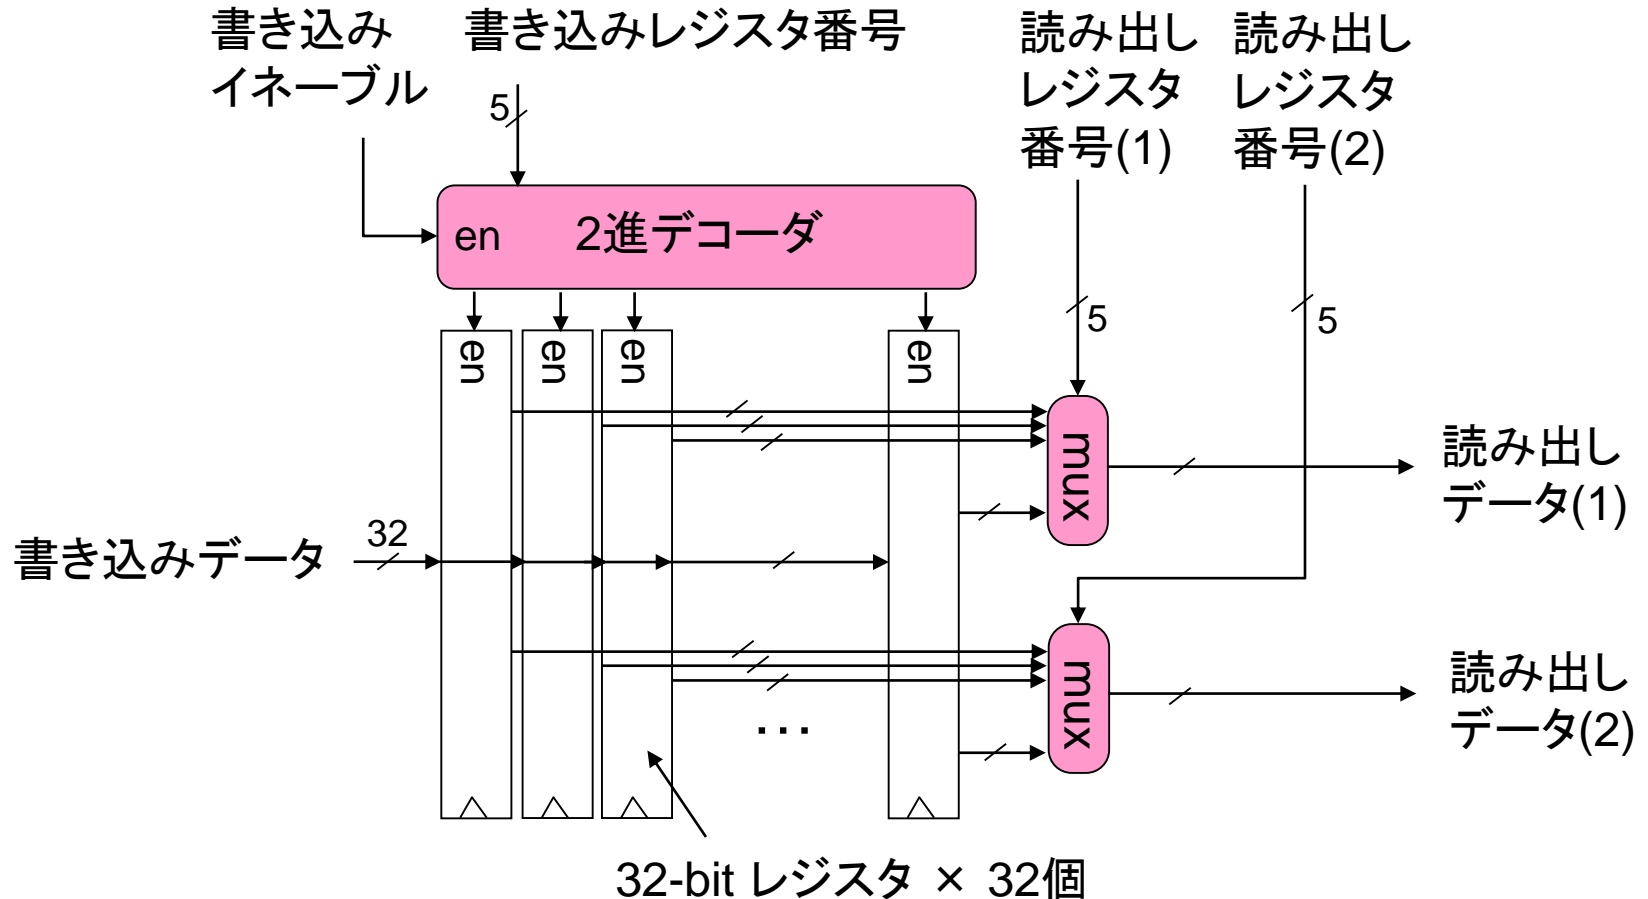 書き込み
イネーブル
書き込みレジスタ番号
読み出し
レジスタ
番号(1)
読み出し
レジスタ
番号(2)
5
en 2進デコーダ
5
5
en
en
en
en
mux
読み出し
データ(1)
32
書き込みデータ
mux
読み出し
データ(2)
...
32-bit レジスタ × 32個